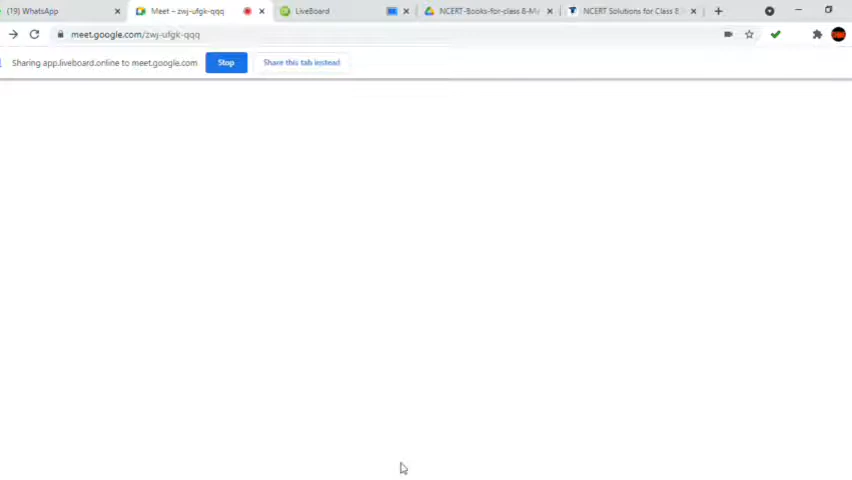 (19) WhatsApp
Meet – zwj-ufgk-qqq
LiveBoard
NCERT-Books-for-class 8-Ma
NCERT Solutions for Class 8
meet.google.com/zwj-ufgk-qqq
Sharing app.liveboard.online to meet.google.com
Stop
Share this tab instead